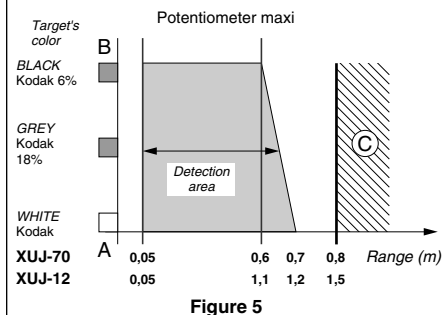 Potentiometer maxi
Target's
color
B
BLACK
Kodak 6%
GREY
Kodak
18%
C
Detection
area
WHITE
Kodak
A
XUJ-70 0,05 0,6 0,7 0,8 Range (m)
XUJ-12 0,05 1,1 1,2 1,5
Figure 5